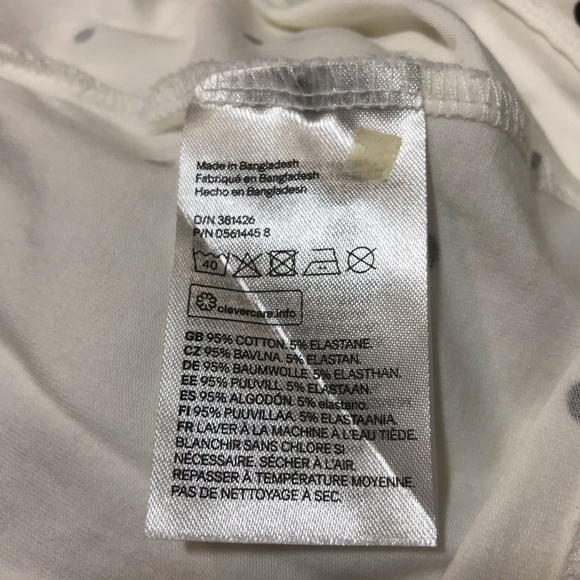 Made in Bangladesh
Fabriqué en Bangladesh
Hecho en Bangladesh
O/N 381426
P/N 0561445 8
40
clevercare.info
GB 95% COTTON. 5% ELASTANE.
CZ 95% BAVLNA. 5% ELASTAN.
DE 95% BAUMWOLLE. 5% ELASTHAN.
EE 95% PUUVILL. 5% ELASTAAN.
ES 95% ALGODÓN. 5% elastano.
FI 95% PUUVILLAA. 5% ELASTAANIA.
FR LAVER À LA MACHINE À L'EAU TIÈDE.
BLANCHIR SANS CHLORE SI
NÉCESSAIRE. SÉCHER À L'AIR.
REPASSER À TEMPÉRATURE MOYENNE.
PAS DE NETTOYAGE À SEC.